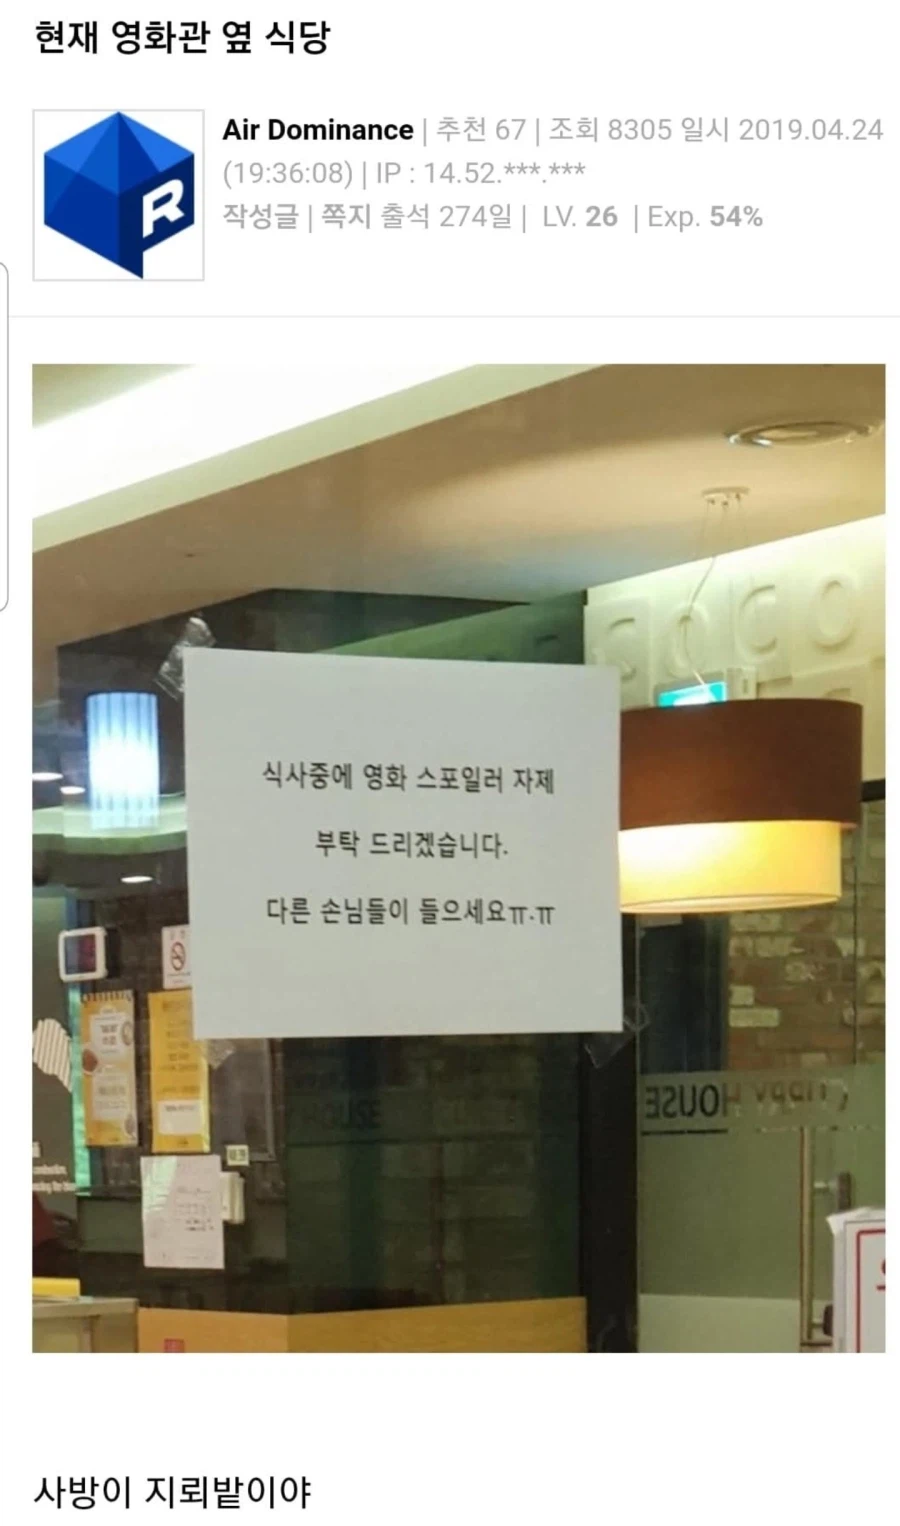 현재 영화관 옆 식당
R
Air Dominance | 추천 67 | 조회 8305 일시 2019.04.24
(19:36:08) | IP : 14.52.***.***
작성글 | 쪽지 출석 274일 | LV. 26 | Exp. 54%
COCO
식사중에 영화 스포일러 자제
부탁 드리겠습니다.
다른 손님들이 들으세요ㅠ.ㅠ
HOUSE
사방이 지뢰밭이야